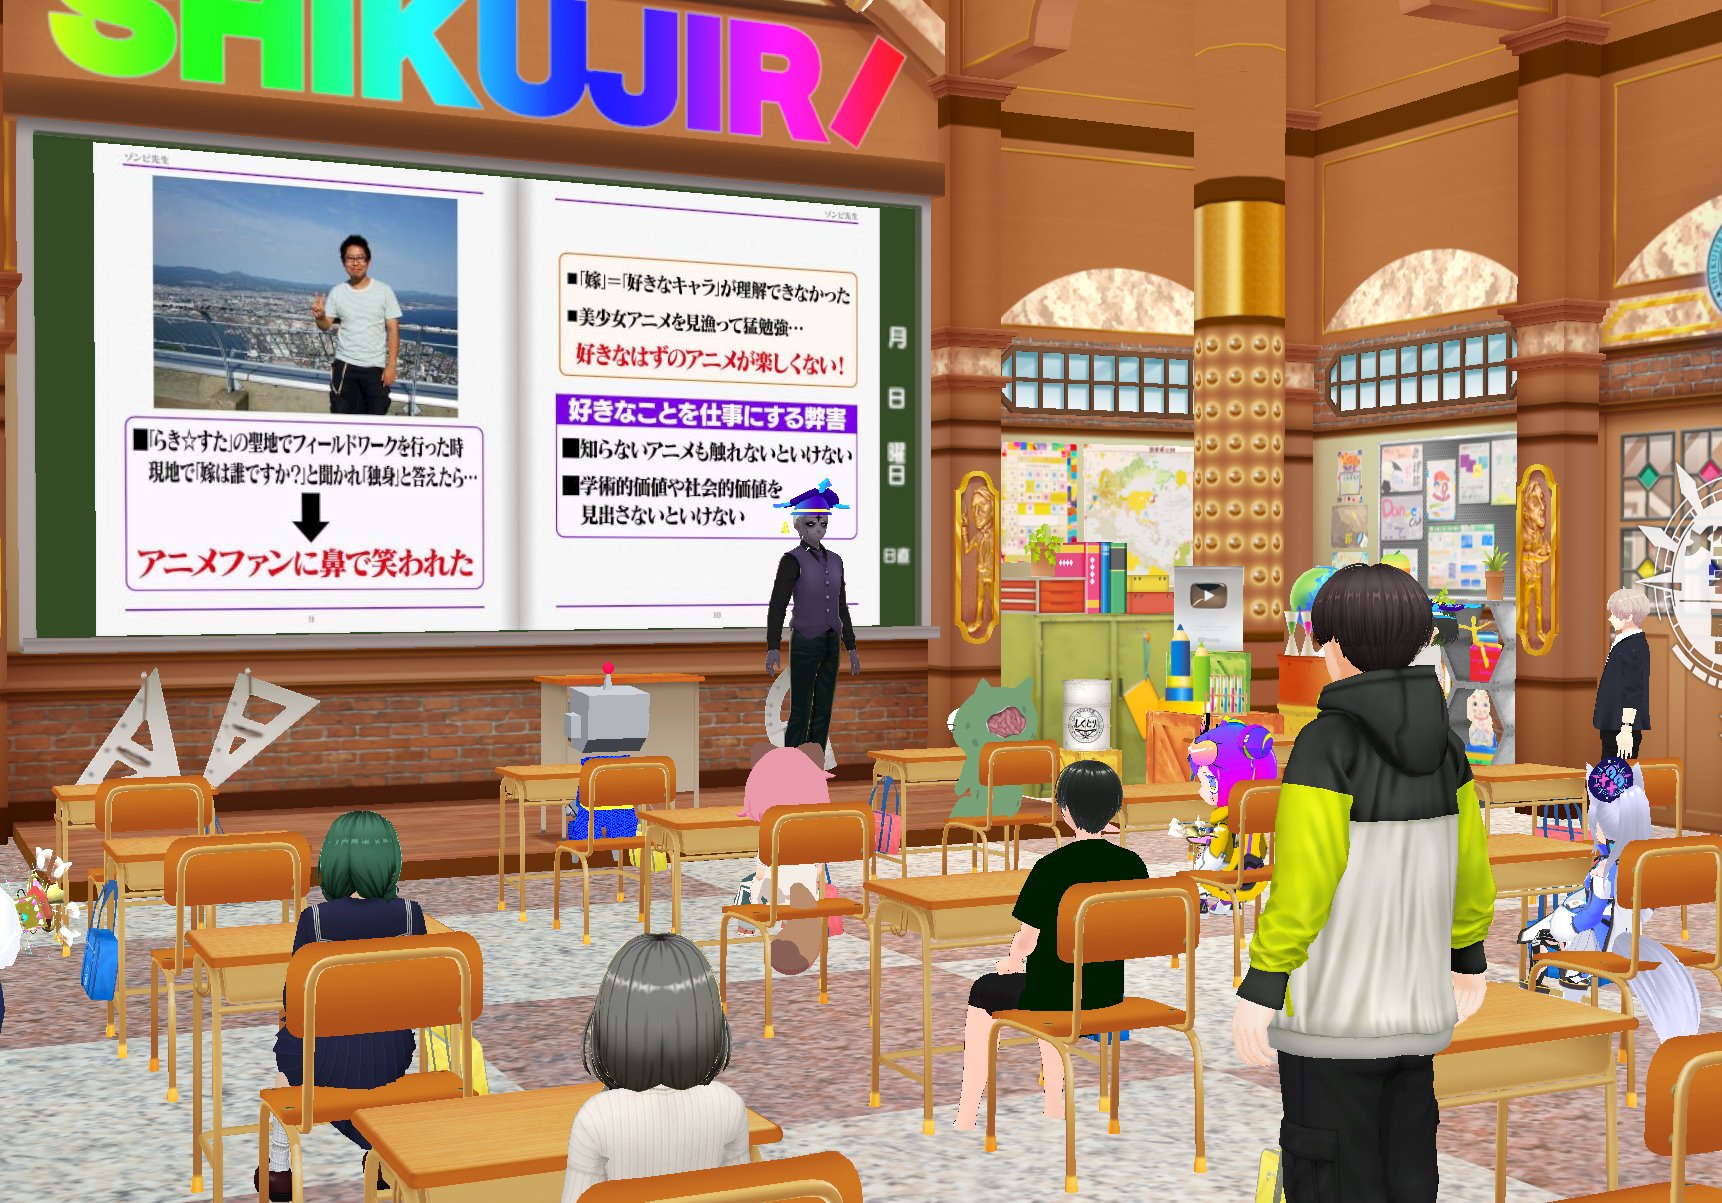 SHIKUJIRI
ゾンビ先生
■「らき☆すた」の聖地でフィールドワークを行った時
現地で「嫁は誰ですか?」と聞かれ「独身」と答えたら…
アニメファンに鼻で笑われた
ゾンビ先生
■「嫁」=「好きなキャラ」が理解できなかった
■美少女アニメを見漁って猛勉強…
好きなはずのアニメが楽しくない!
好きなことを仕事にする弊害
■知らないアニメも触れないといけない
■学術的価値や社会的価値を
見出さないといけない
月
日
曜日
日直
Dance
しくじり